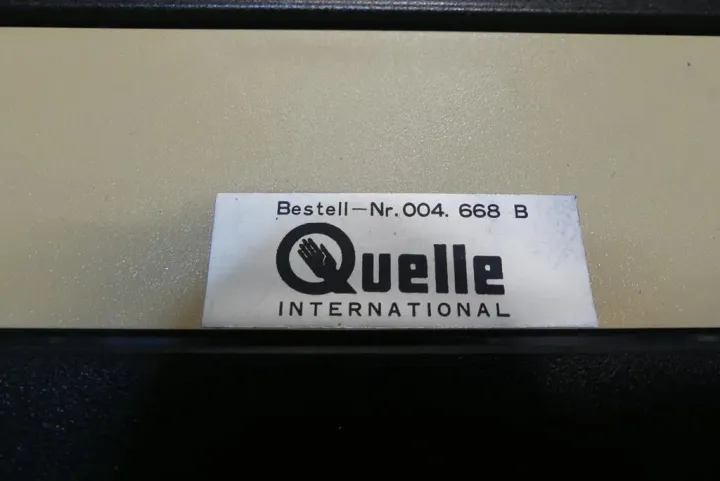 Bestell-Nr. 004. 668 B
Quelle
INTERNATIONAL